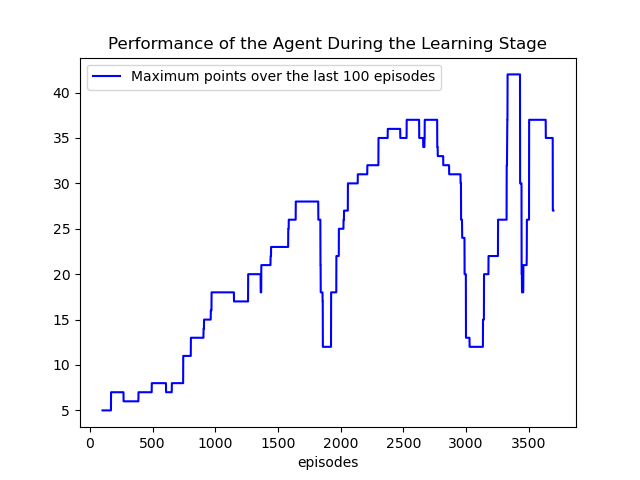 Performance of the Agent During the Learning Stage
Maximum points over the last 100 episodes
40
35
30
25
20
15
10
5
0 500 1000 1500 2000 2500 3000 3500
episodes